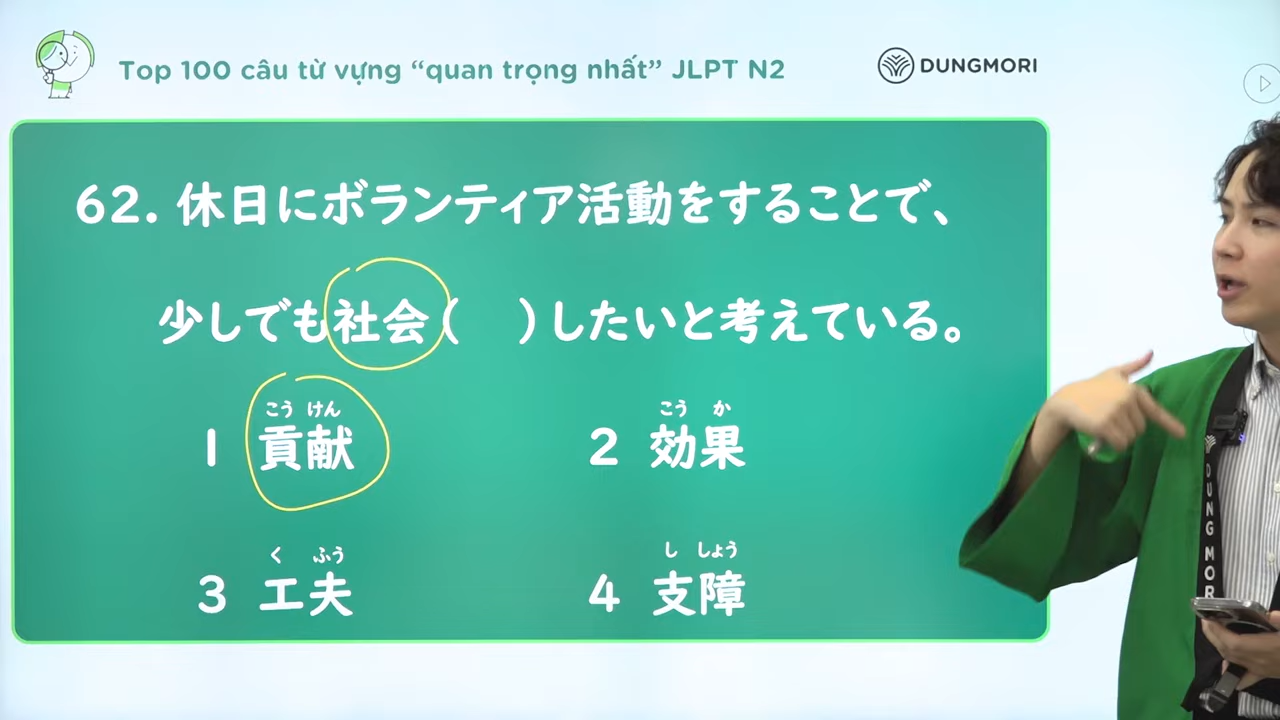 Top 100 câu từ vựng “quan trọng nhất” JLPT N2
DUNGMORI
62. 休日にボランティア活動をすることで、
少しでも社会( )したいと考えている。
こう けん
1 貢献
こう か
2 効果
く ふう
3 工夫
し しょう
4 支障
DUNG MOR